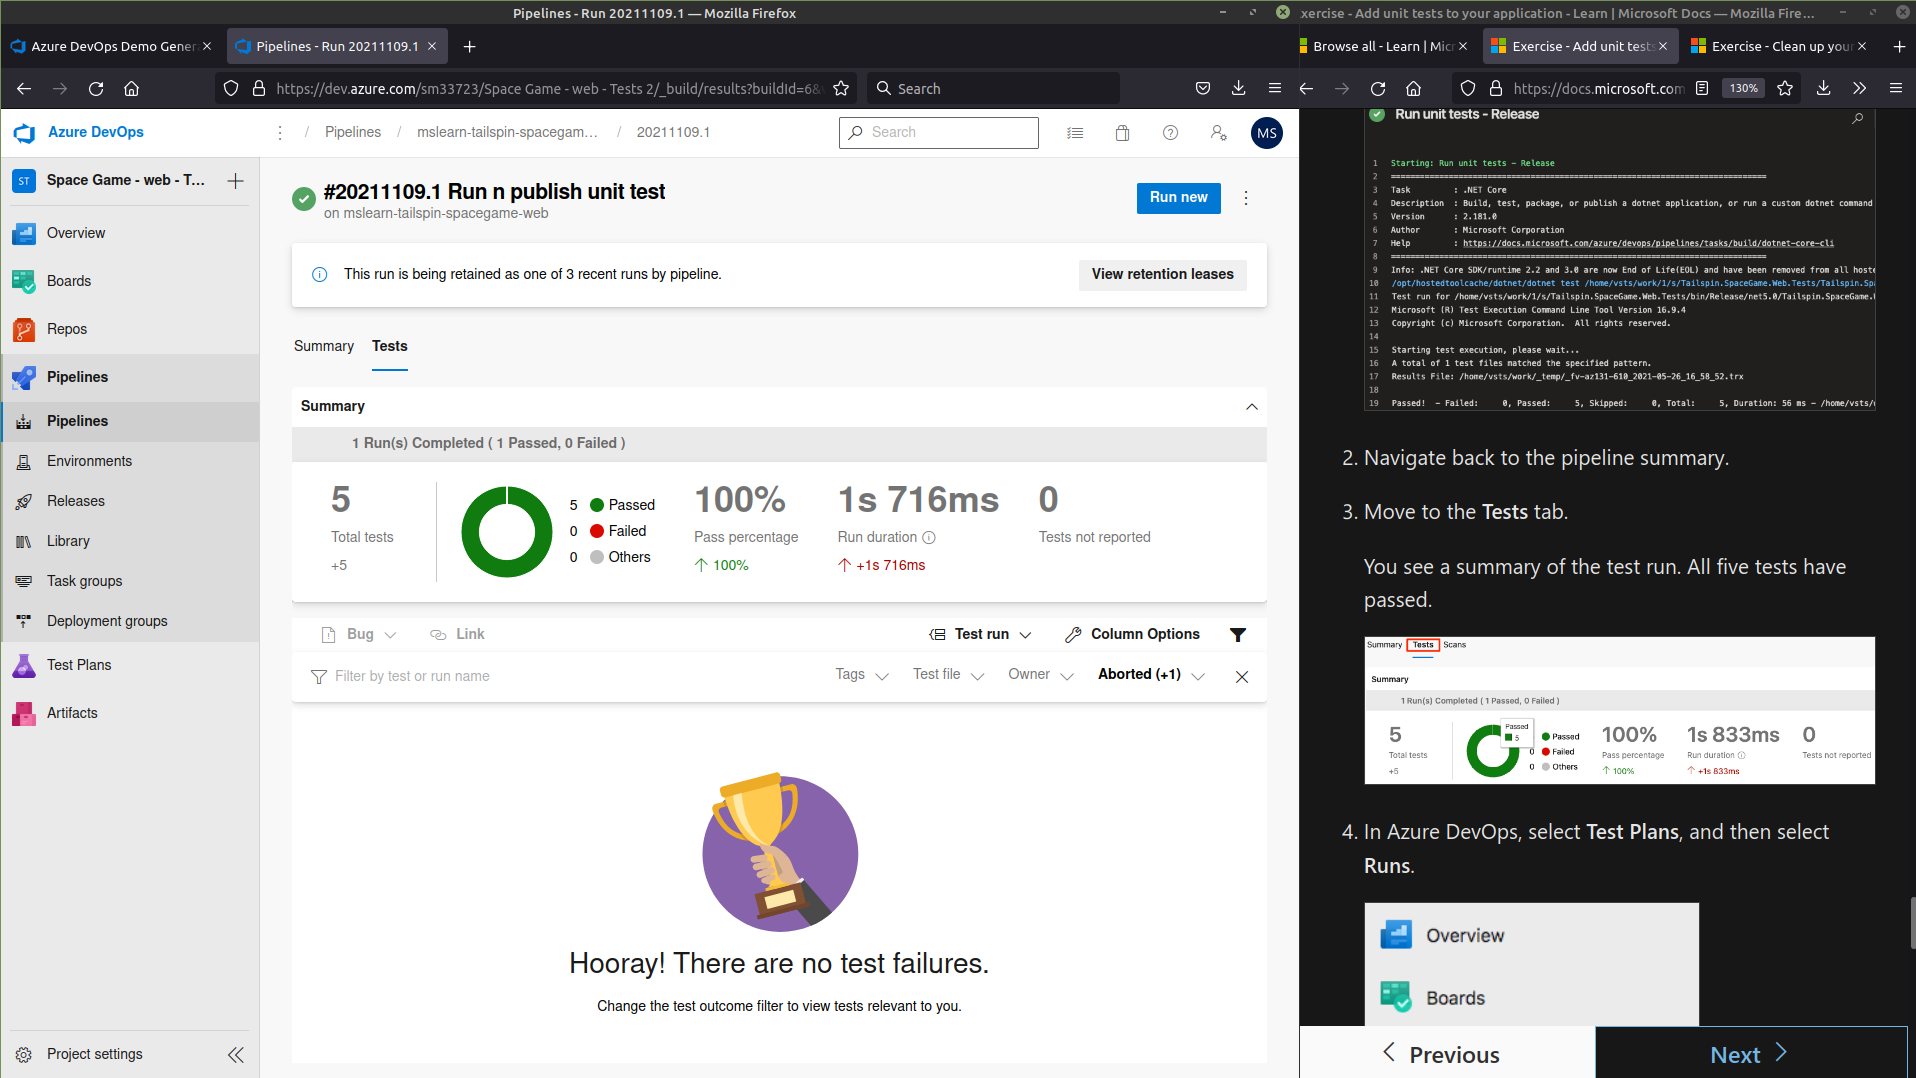 Pipelines - Run 20211109.1 — Mozilla Firefox
Azure DevOps Demo Gener
Pipelines - Run 20211109.1
https://dev.azure.com/sm33723/Space Game - web - Tests 2/_build/results?buildId=6&
Search
Azure DevOps
Pipelines / mslearn-tailspin-spacegam... / 20211109.1
Search
MS
ST Space Game - web - T...
Overview
Boards
Repos
Pipelines
Pipelines
Environments
Releases
Library
Task groups
Deployment groups
Test Plans
Artifacts
Project settings
#20211109.1 Run n publish unit test
on mslearn-tailspin-spacegame-web
Run new
This run is being retained as one of 3 recent runs by pipeline.
View retention leases
Summary Tests
Summary
1 Run(s) Completed ( 1 Passed, 0 Failed )
5
Total tests
+5
5 Passed
0 Failed
0 Others
100%
Pass percentage
100%
1s 716ms
Run duration
+1s 716ms
0
Tests not reported
Bug Link Test run Column Options
Filter by test or run name Tags Test file Owner Aborted (+1)
Hooray! There are no test failures.
Change the test outcome filter to view tests relevant to you.
xercise - Add unit tests to your application - Learn | Microsoft Docs — Mozilla Fire...
Browse all - Learn | Micr
Exercise - Add unit tests
Exercise - Clean up your
https://docs.microsoft.com
130%
Run unit tests - Release
1 Starting: Run unit tests - Release
2 ==============================================================================
3 Task : .NET Core
4 Description : Build, test, package, or publish a dotnet application, or run a custom dotnet command
5 Version : 2.181.0
6 Author : Microsoft Corporation
7 Help : https://docs.microsoft.com/azure/devops/pipelines/tasks/build/dotnet-core-cli
8 ==============================================================================
9 Info: .NET Core SDK/runtime 2.2 and 3.0 are now End of Life(EOL) and have been removed from all hoste
10 /opt/hostedtoolcache/dotnet/dotnet test /home/vsts/work/1/s/Tailspin.SpaceGame.Web.Tests/Tailspin.Spa
11 Test run for /home/vsts/work/1/s/Tailspin.SpaceGame.Web.Tests/bin/Release/net5.0/Tailspin.SpaceGame.
12 Microsoft (R) Test Execution Command Line Tool Version 16.9.4
13 Copyright (c) Microsoft Corporation. All rights reserved.
14
15 Starting test execution, please wait...
16 A total of 1 test files matched the specified pattern.
17 Results File: /home/vsts/work/_temp/_fv-az131-610_2021-05-26_16_58_52.trx
18
19 Passed! - Failed: 0, Passed: 5, Skipped: 0, Total: 5, Duration: 56 ms - /home/vsts/
2. Navigate back to the pipeline summary.
3. Move to the Tests tab.
You see a summary of the test run. All five tests have
passed.
Summary Tests Scans
Summary
1 Run(s) Completed ( 1 Passed, 0 Failed )
5
Total tests
+5
Passed
5
Passed
0 Failed
0 Others
100%
Pass percentage
100%
1s 833ms
Run duration
+1s 833ms
0
Tests not reported
4. In Azure DevOps, select Test Plans, and then select
Runs.
Overview
Boards
Previous
Next